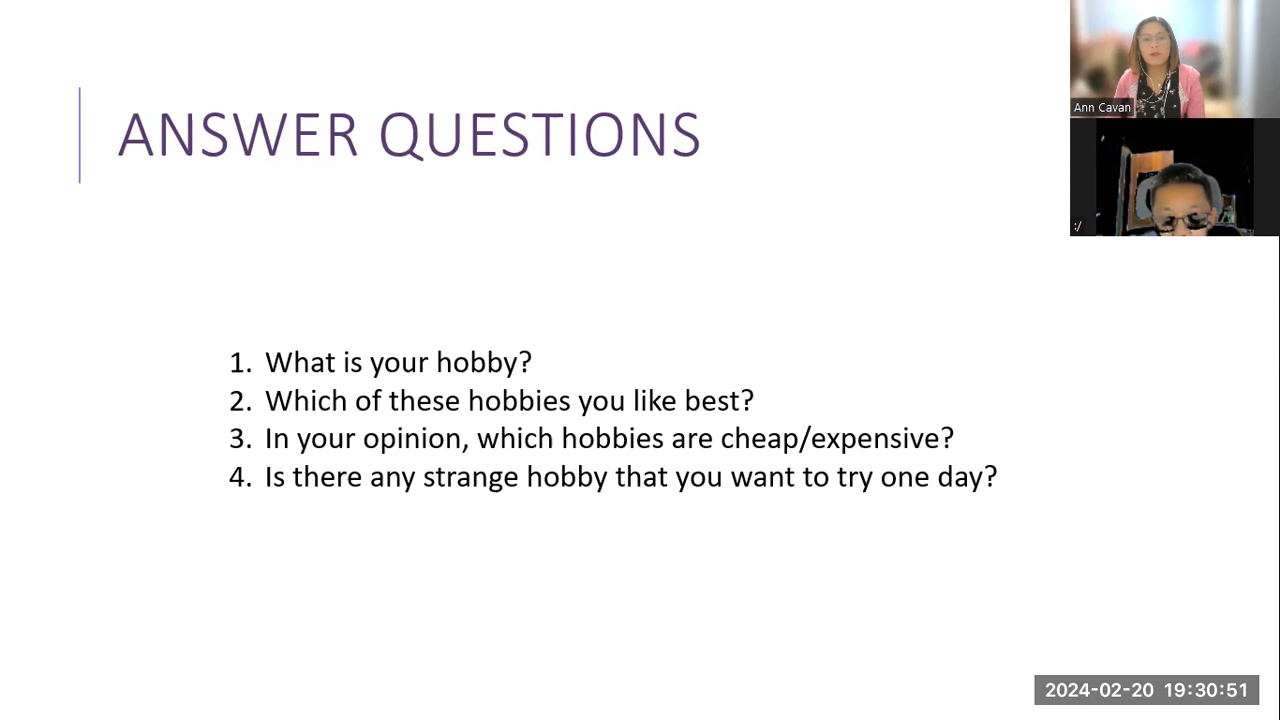 Ann Cavan
ANSWER QUESTIONS
:/
1. What is your hobby?
2. Which of these hobbies you like best?
3. In your opinion, which hobbies are cheap/expensive?
4. Is there any strange hobby that you want to try one day?
2024-02-20 19:30:51